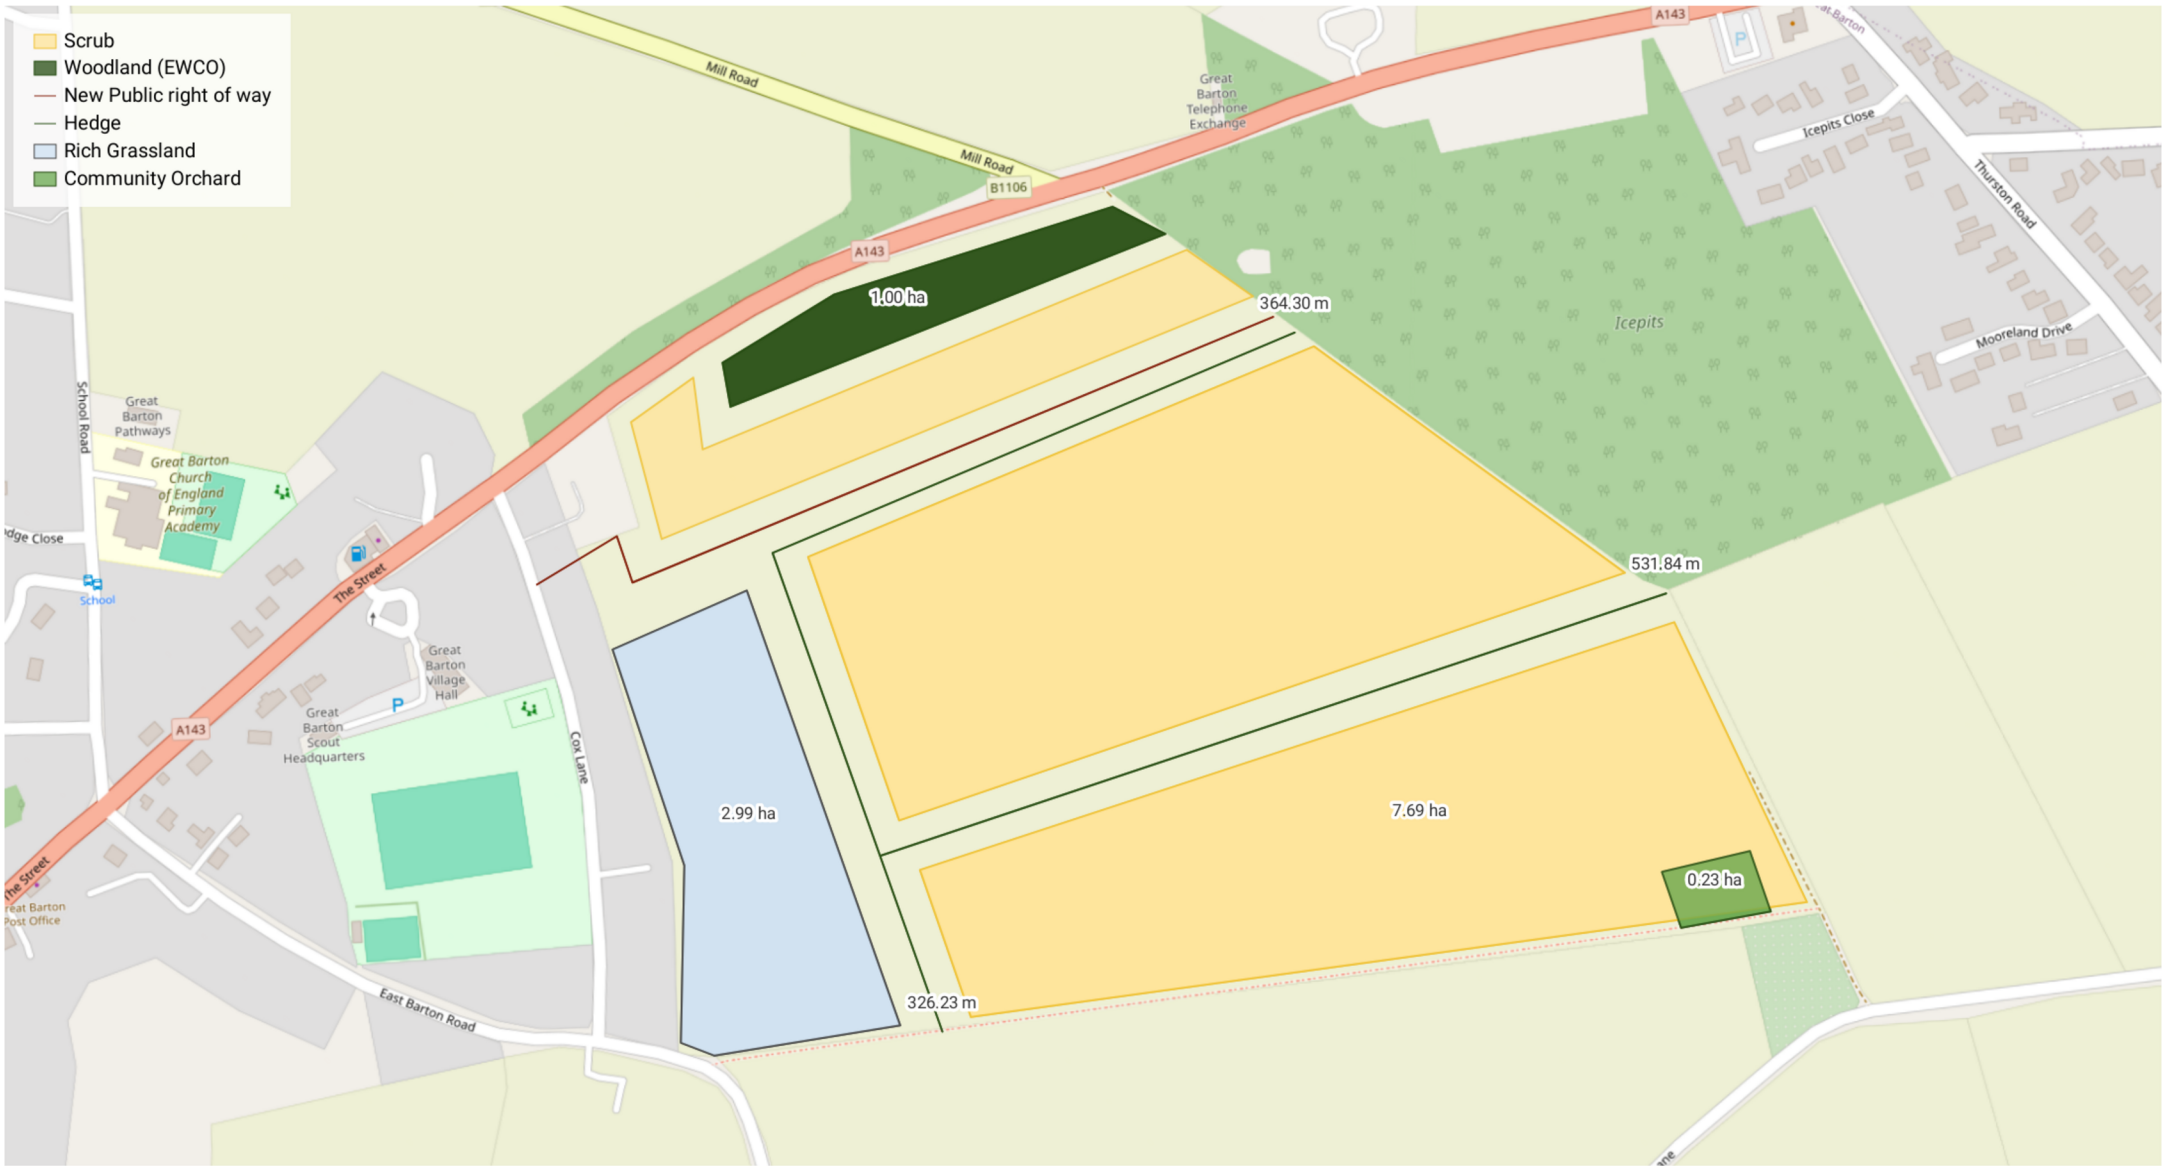 Scrub
Woodland (EWCO)
New Public right of way
Hedge
Rich Grassland
Community Orchard
Mill Road
Mill Road
B1106
A143
A143
Great
Barton
Telephone
Exchange
Icepits Close
Thurston Road
Mooreland Drive
Icepits
P
1.00 ha
364.30 m
531.84 m
School Road
Great
Barton
Pathways
Great Barton
Church
of England
Primary
Academy
School
The Street
Great
Barton
Village
Hall
P
Great
Barton
Scout
Headquarters
A143
Cox Lane
2.99 ha
7.69 ha
0.23 ha
326.23 m
The Street
Post Office
East Barton Road